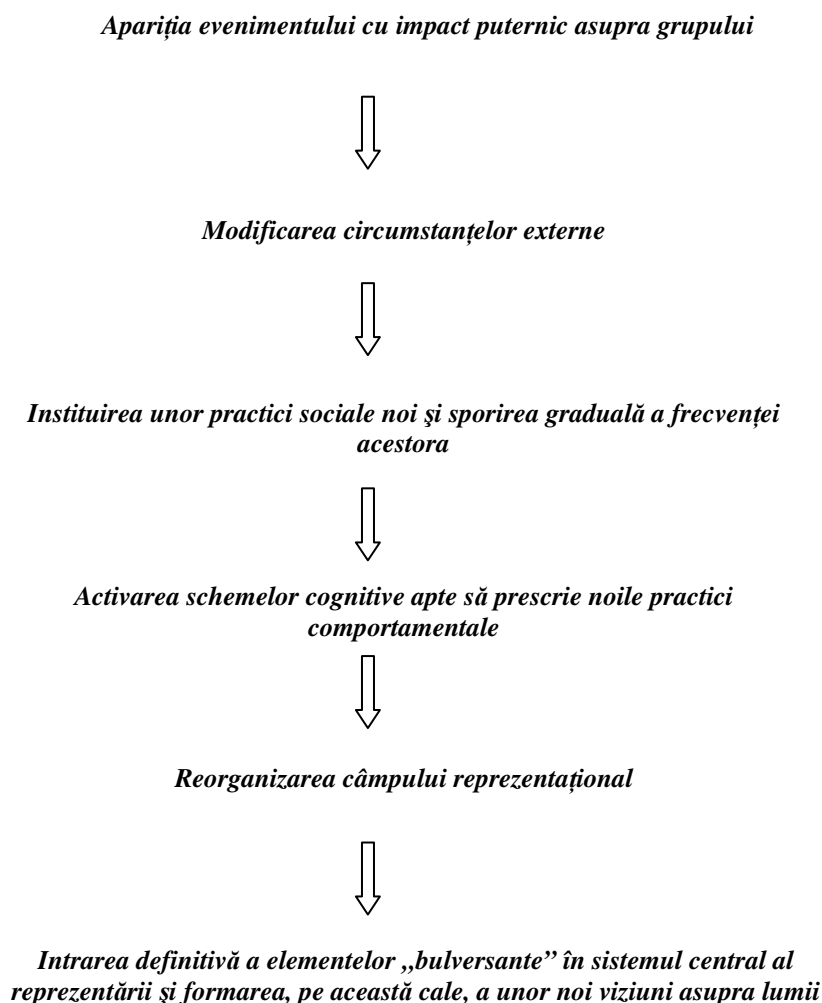 Apariția evenimentului cu impact puternic asupra grupului
Modificarea circumstanțelor externe
Instituirea unor practici sociale noi şi sporirea graduală a frecvenței
acestora
Activarea schemelor cognitive apte să prescrie noile practici
comportamentale
Reorganizarea câmpului reprezentațional
Intrarea definitivă a elementelor „bulversante” în sistemul central al
reprezentării şi formarea, pe această cale, a unor noi viziuni asupra lumii